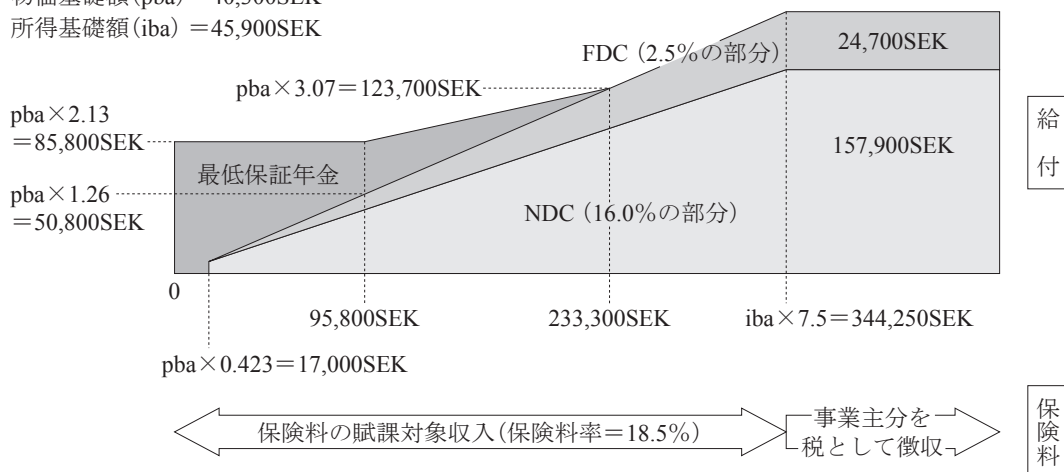 所得基礎額(iba) =45,900SEK
FDC（2.5%の部分）
24,700SEK
pba×3.07=123,700SEK
pba×2.13
=85,800SEK
給付
157,900SEK
最低保証年金
pba×1.26
=50,800SEK
NDC（16.0%の部分）
0
95,800SEK
233,300SEK
iba×7.5=344,250SEK
pba×0.423=17,000SEK
保険料の賦課対象収入(保険料率=18.5%)
事業主分を
税として徴収
保険料